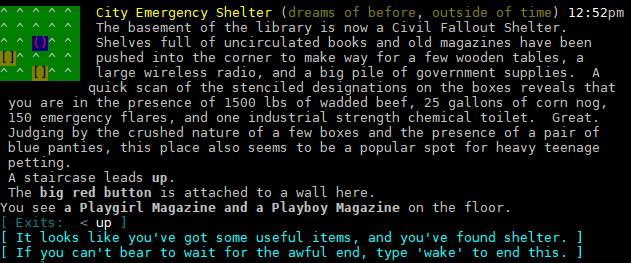 ^ ^ ^ ^ ^ City Emergency Shelter (dreams of before, outside of time) 12:52pm
^ ^ ^ ^ ^ The basement of the library is now a Civil Fallout Shelter.
^ ^ () ^ ^ Shelves full of uncirculated books and old magazines have been
[] ^ ^ ^ ^ pushed into the corner to make way for a few wooden tables, a
^ ^ [] ^ ^ large wireless radio, and a big pile of government supplies. A
quick scan of the stenciled designations on the boxes reveals that
you are in the presence of 1500 lbs of wadded beef, 25 gallons of corn nog,
150 emergency flares, and one industrial strength chemical toilet. Great.
Judging by the crushed nature of a few boxes and the presence of a pair of
blue panties, this place also seems to be a popular spot for heavy teenage
petting.
A staircase leads up.
The big red button is attached to a wall here.
You see a Playgirl Magazine and a Playboy Magazine on the floor.
[ Exits: < up ]
[ It looks like you've got some useful items, and you've found shelter. ]
[ If you can't bear to wait for the awful end, type 'wake' to end this. ]